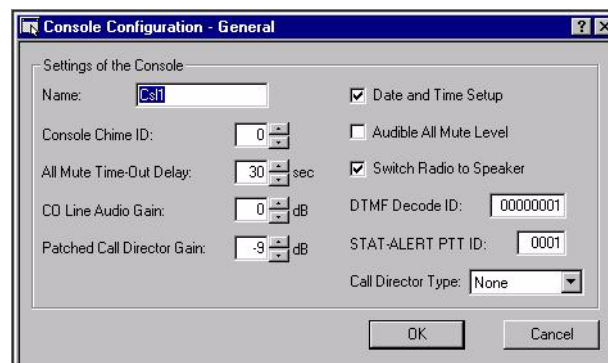 Console Configuration - General
Settings of the Console
Name: Csl1
Console Chime ID: 0
All Mute Time-Out Delay: 30 sec
CO Line Audio Gain: 0 dB
Patched Call Director Gain: -9 dB
Date and Time Setup
Audible All Mute Level
Switch Radio to Speaker
DTMF Decode ID: 00000001
STAT-ALERT PTT ID: 0001
Call Director Type: None
OK Cancel